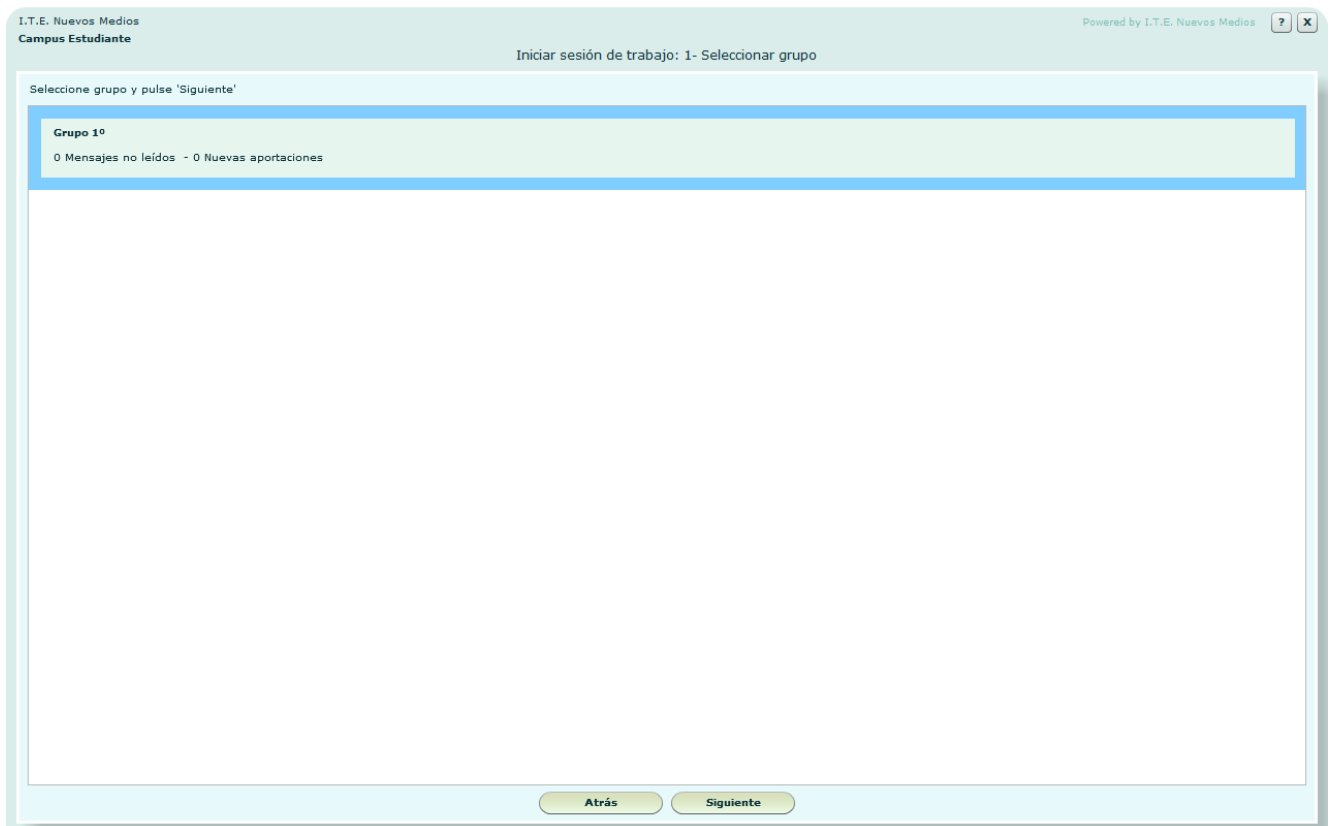 I.T.E. Nuevos Medios
Powered by I.T.E. Nuevos Medios ? X
Campus Estudiante
Iniciar sesión de trabajo: 1- Seleccionar grupo
Seleccione grupo y pulse 'Siguiente'
Grupo 1º
0 Mensajes no leídos - 0 Nuevas aportaciones
Atrás Siguiente